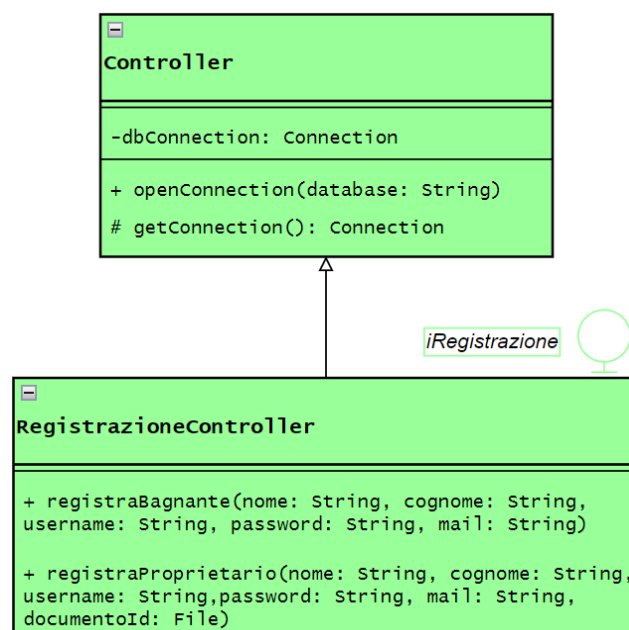 Controller
-dbConnection: Connection
+ openConnection(database: String)
# getConnection(): Connection
iRegistrazione
RegistrazioneController
+ registraBagnante(nome: String, cognome: String,
username: String, password: String, mail: String)
+ registraProprietario(nome: String, cognome: String,
username: String,password: String, mail: String,
documentoId: File)